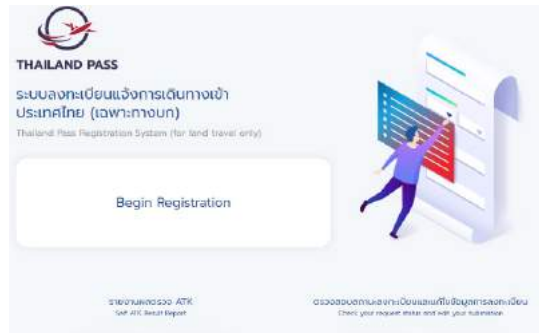 THAILAND PASS
ระบบลงทะเบียนแจ้งการเดินทางเข้า
ประเทศไทย (เฉพาะทางบก)
Thailand Pass Registration System (for land travel only)
Begin Registration
รายงานผลตรวจ ATK
Self ATK Result Report
ตรวจสอบสถานะลงทะเบียนและแก้ไขข้อมูลการลงทะเบียน
Check your request status and edit your submission